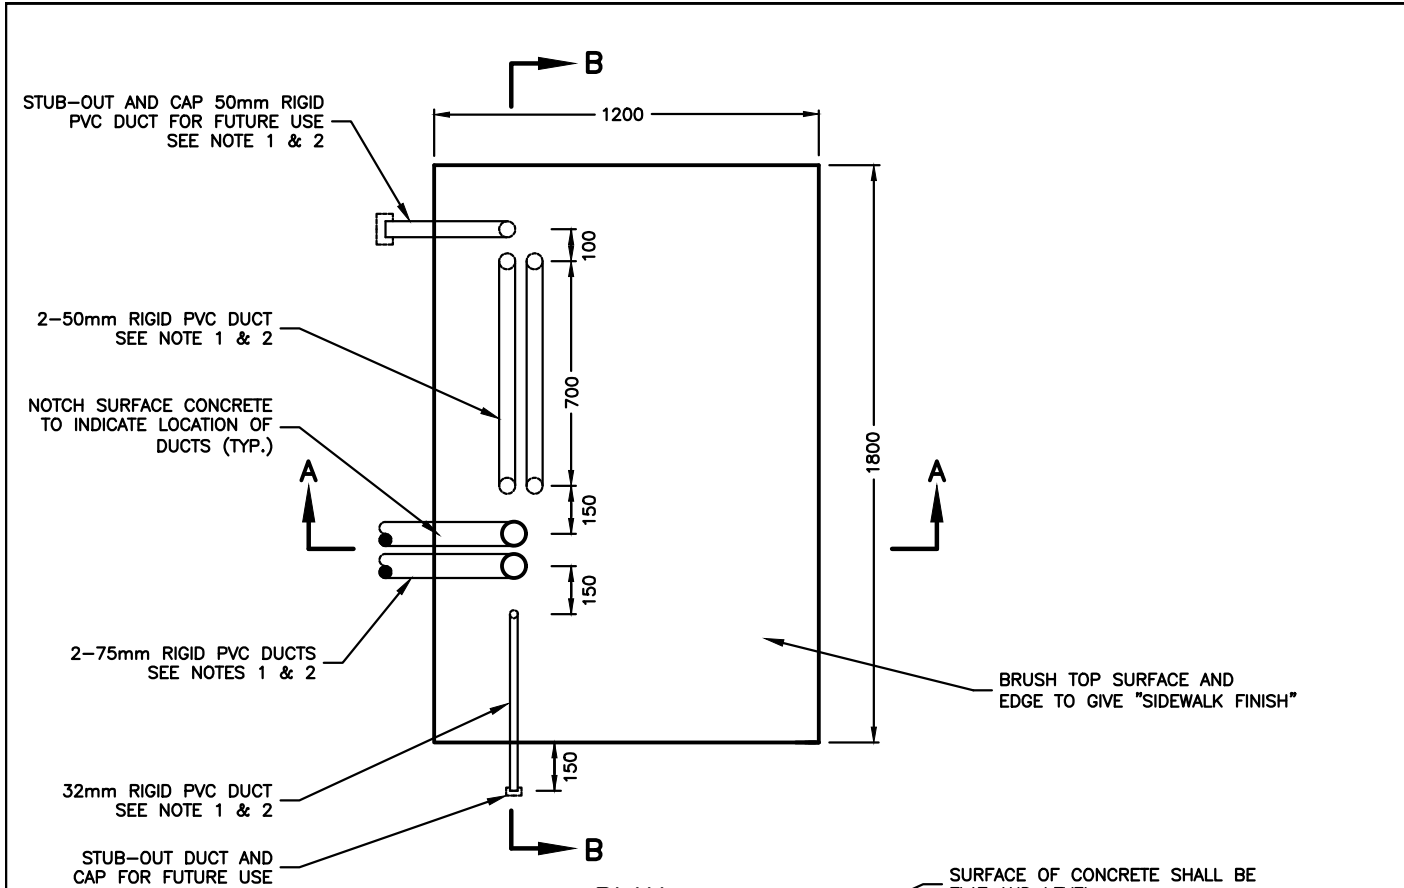 B
STUB-OUT AND CAP 50mm RIGID
PVC DUCT FOR FUTURE USE
SEE NOTE 1 & 2
1200
100
2-50mm RIGID PVC DUCT
SEE NOTE 1 & 2
700
NOTCH SURFACE CONCRETE
TO INDICATE LOCATION OF
DUCTS (TYP.)
1800
A
A
150
150
2-75mm RIGID PVC DUCTS
SEE NOTES 1 & 2
BRUSH TOP SURFACE AND
EDGE TO GIVE "SIDEWALK FINISH"
150
32mm RIGID PVC DUCT
SEE NOTE 1 & 2
B
STUB-OUT DUCT AND
CAP FOR FUTURE USE
SURFACE OF CONCRETE SHALL BE